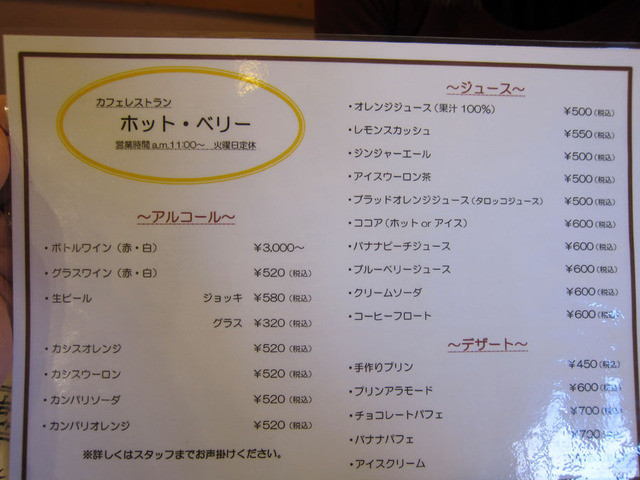 カフェレストラン
ホット・ベリー
営業時間a.m.11:00～ 火曜日定休
～アルコール～
・ボトルワイン（赤・白） ¥3,000～
・グラスワイン（赤・白） ¥520（税込）
・生ビール ジョッキ ¥580（税込）
グラス ¥320（税込）
・カシスオレンジ ¥520（税込）
・カシスウーロン ¥520（税込）
・カンパリソーダ ¥520（税込）
・カンパリオレンジ ¥520（税込）
※詳しくはスタッフまでお声掛けください。
～ジュース～
・オレンジジュース（果汁100%） ¥500（税込）
・レモンスカッシュ ¥550（税込）
・ジンジャーエール ¥500（税込）
・アイスウーロン茶 ¥500（税込）
・ブラッドオレンジジュース（タロッコジュース） ¥500（税込）
・ココア（ホット or アイス） ¥600（税込）
・バナナピーチジュース ¥600（税込）
・ブルーベリージュース ¥600（税込）
・クリームソーダ ¥600（税込）
・コーヒーフロート ¥600（税込）
～デザート～
・手作りプリン ¥450（税込）
・プリンアラモード ¥600（税込）
・チョコレートパフェ ¥700（税込）
・バナナパフェ ¥700（税込）
・アイスクリーム